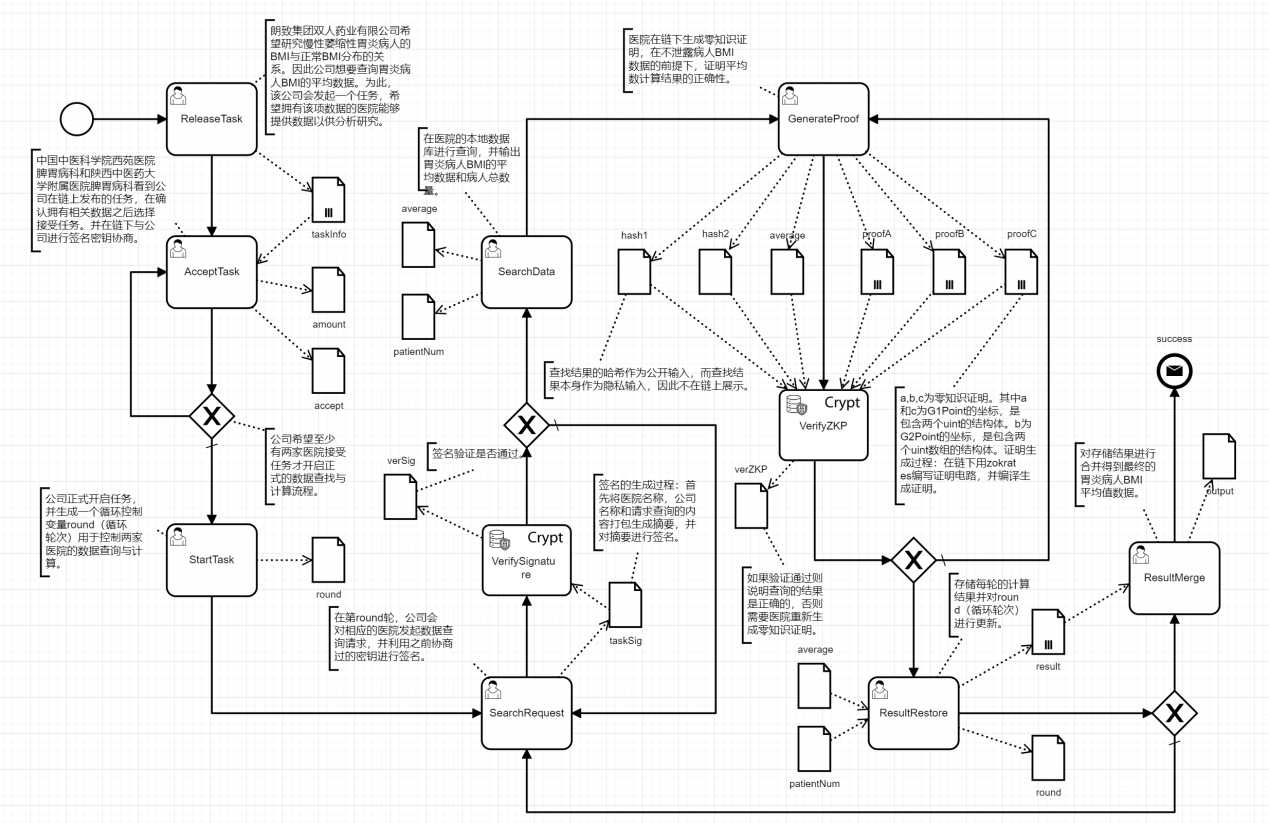 朗致集团双人药业有限公司希
望研究慢性萎缩性胃炎病人的
BMI与正常BMI分布的关
系。因此公司想要查询胃炎病
人BMI的平均数据。为此,
该公司会发起一个任务，希
望拥有该项数据的医院能够
提供数据以供分析研究。
ReleaseTask
中国中医科学院西苑医院
脾胃病科和陕西中医药大
学附属医院脾胃病科看到公
司在链上发布的任务，在确
认拥有相关数据之后选择
接受任务。并在链下与公
司进行签名密钥协商。
taskInfo
AcceptTask
amount
accept
公司希望至少
有两家医院接受
任务才开启正
式的数据查找与
计算流程。
公司正式开启任务，
并生成一个循环控制
变量round（循环
轮次）用于控制两家
医院的数据查询与计
算。
StartTask
round
在医院的本地数据
库进行查询，并输出
胃炎病人BMI的平
均数据和病人总数
量。
average
SearchData
patientNum
签名验证是否通过。
verSig
Crypt
VerifySignatu
re
签名的生成过程：首
先将医院名称，公司
名称和请求查询的内
容打包生成摘要，并
对摘要进行签名。
taskSig
在第round轮，公司会
对相应的医院发起数据查
询请求，并利用之前协商
过的密钥进行签名。
SearchRequest
医院在链下生成零知识证
明，在不泄露病人BMI
数据的前提下，证明平均
数计算结果的正确性。
GenerateProof
hash1
hash2
average
proofA
proofB
proofC
查找结果的哈希作为公开输入，而查找结
果本身作为隐私输入，因此不在链上展示。
Crypt
VerifyZKP
a,b,c为零知识证明。其中a
和c为G1Point的坐标，是
包含两个uint的结构体。b为
G2Point的坐标，是包含两
个uint数组的结构体。证明生
成过程：在链下用zokrat
es编写证明电路，并编译生
成证明。
verZKP
如果验证通过则
说明查询的结果
是正确的，否则
需要医院重新生
成零知识证明。
存储每轮的计算
结果并对roun
d（循环轮次）
进行更新。
average
patientNum
ResultRestore
result
round
success
对存储结果进行
合并得到最终的
胃炎病人BMI
平均值数据。
output
ResultMerge